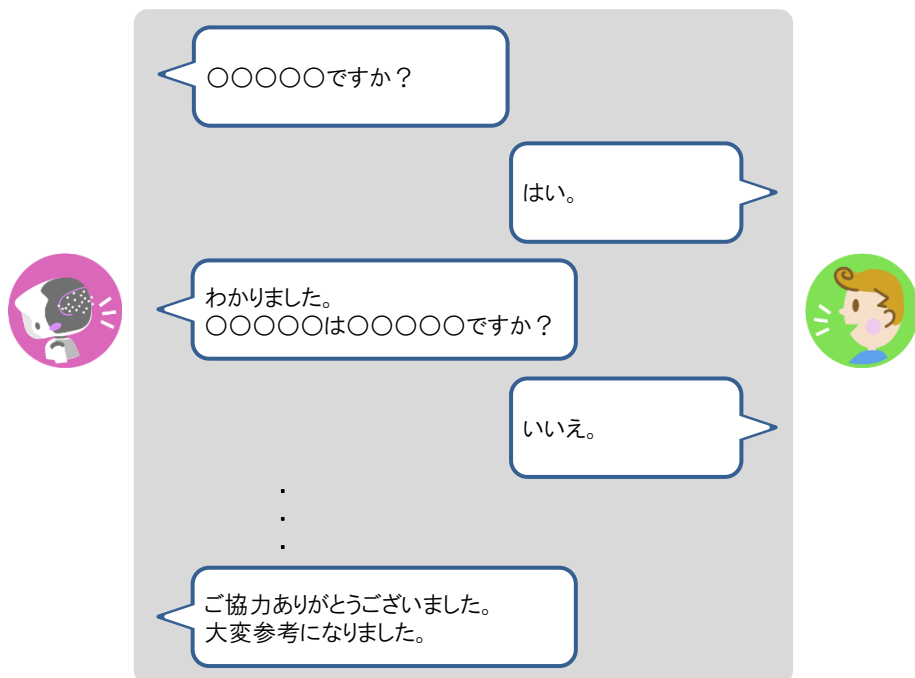 ○○○○○ですか？
はい。
わかりました。
○○○○○は○○○○○ですか？
いいえ。
・
・
・
ご協力ありがとうございました。
大変参考になりました。